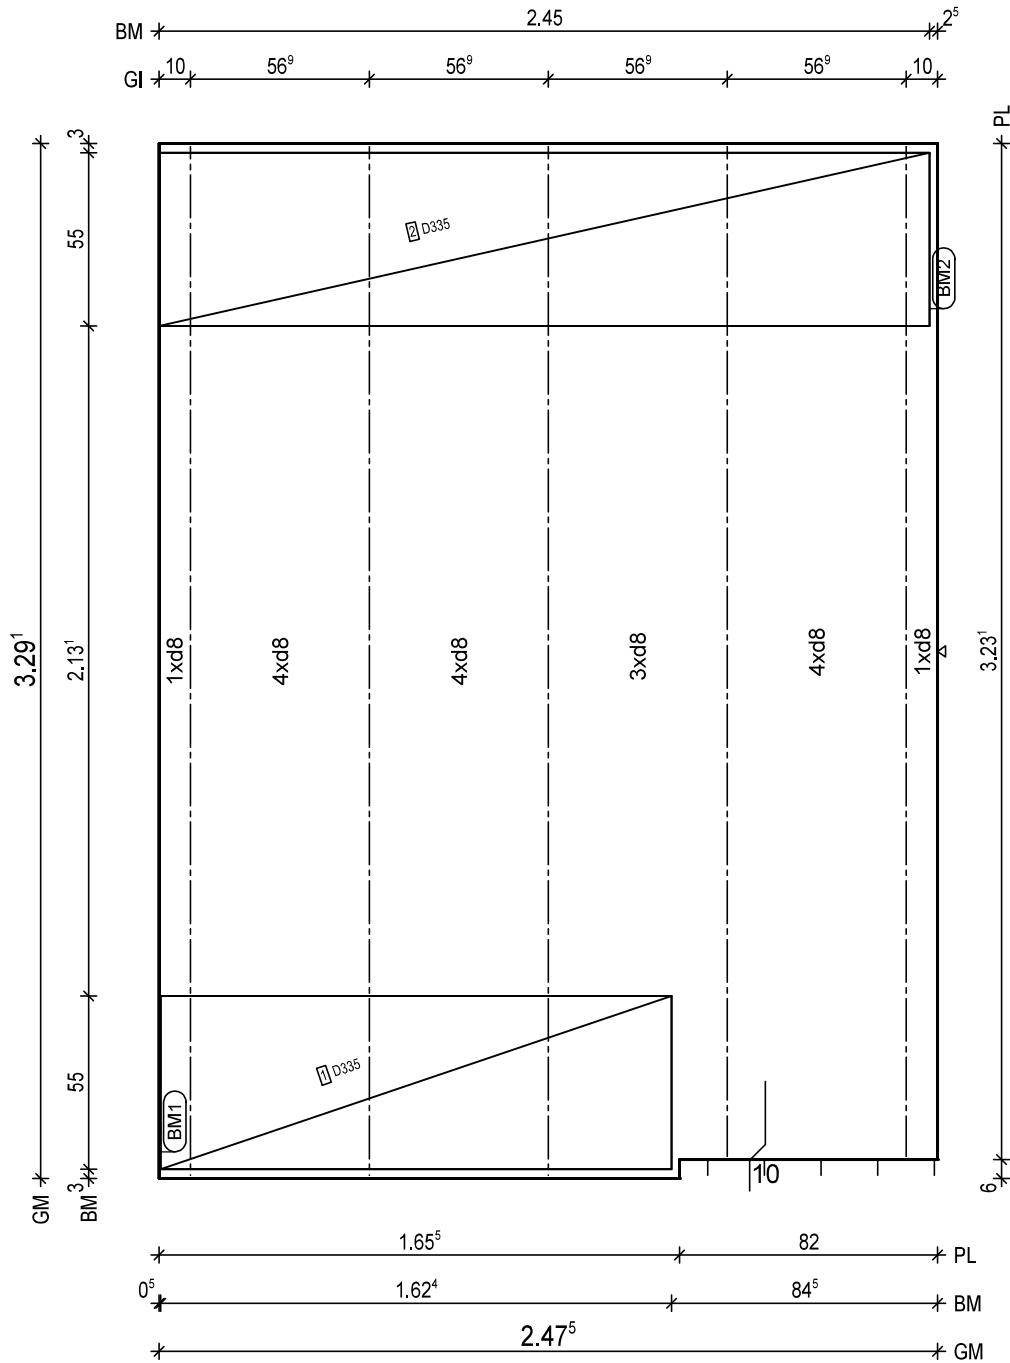 BM 2.45 2⁵
GI 10 56⁹ 56⁹ 56⁹ 56⁹ 10
3
PL
55
2 D335
BM2
3.29¹
2.13¹
1xd8 4xd8 4xd8 3xd8 4xd8 1xd8
3.23¹
55
1 D335
BM1
10
3
6
GM BM
1.65⁵ 82 PL
0⁵ 1.62⁴ 84⁵ BM
2.47⁵ GM